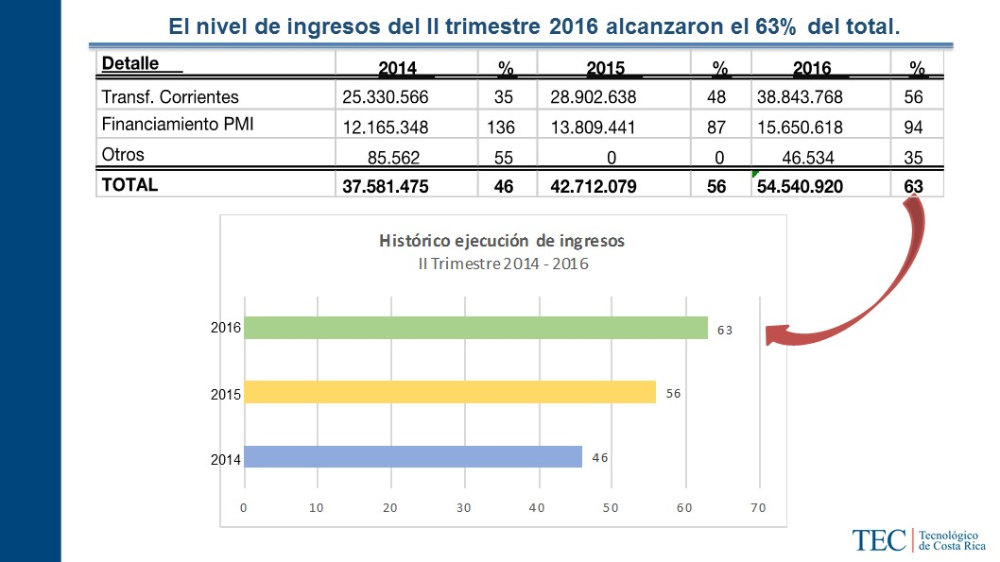 El nivel de ingresos del II trimestre 2016 alcanzaron el 63% del total.
Detalle 2014 % 2015 % 2016 %
Transf. Corrientes 25.330.566 35 28.902.638 48 38.843.768 56
Financiamiento PMI 12.165.348 136 13.809.441 87 15.650.618 94
Otros 85.562 55 0 0 46.534 35
TOTAL 37.581.475 46 42.712.079 56 54.540.920 63
Histórico ejecución de ingresos
II Trimestre 2014 - 2016
2016 63
2015 56
2014 46
0 10 20 30 40 50 60 70
TEC Tecnológico
de Costa Rica